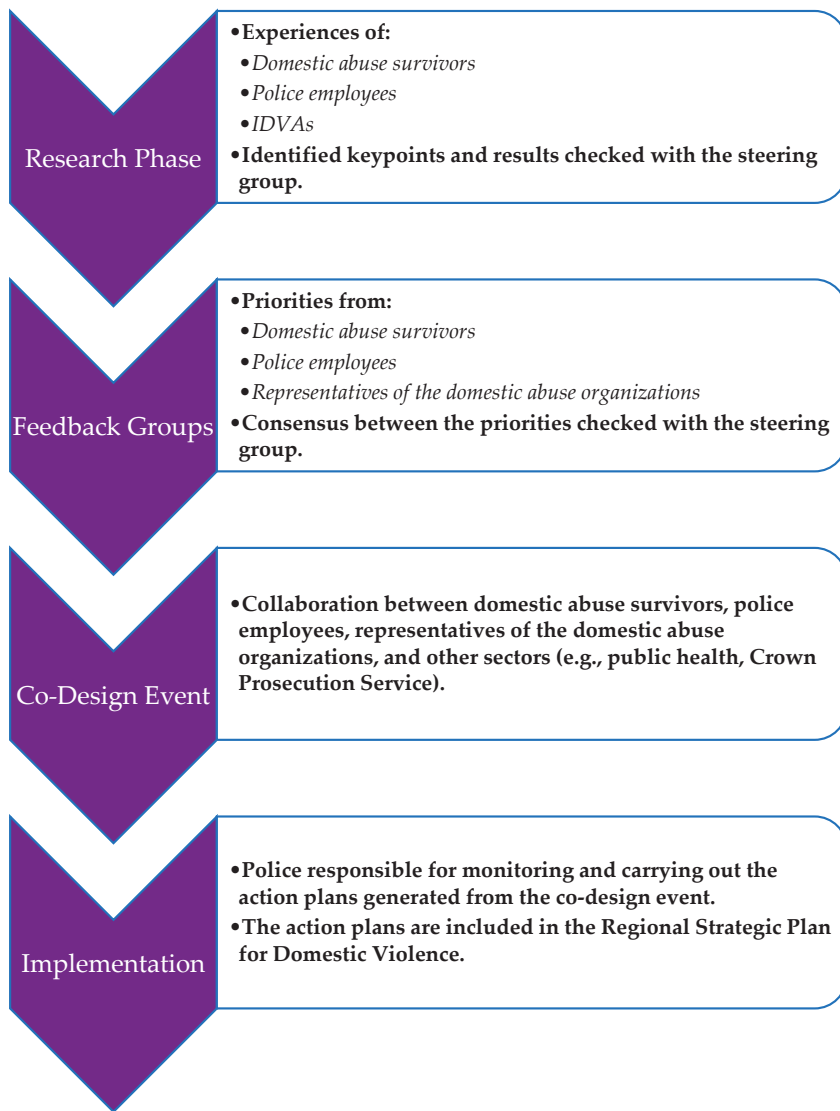 Research Phase
•Experiences of:
•Domestic abuse survivors
•Police employees
•IDVAs
•Identified keypoints and results checked with the steering
group.
Feedback Groups
•Priorities from:
•Domestic abuse survivors
•Police employees
•Representatives of the domestic abuse organizations
•Consensus between the priorities checked with the steering
group.
Co-Design Event
•Collaboration between domestic abuse survivors, police
employees, representatives of the domestic abuse
organizations, and other sectors (e.g., public health, Crown
Prosecution Service).
Implementation
•Police responsible for monitoring and carrying out the
action plans generated from the co-design event.
•The action plans are included in the Regional Strategic Plan
for Domestic Violence.